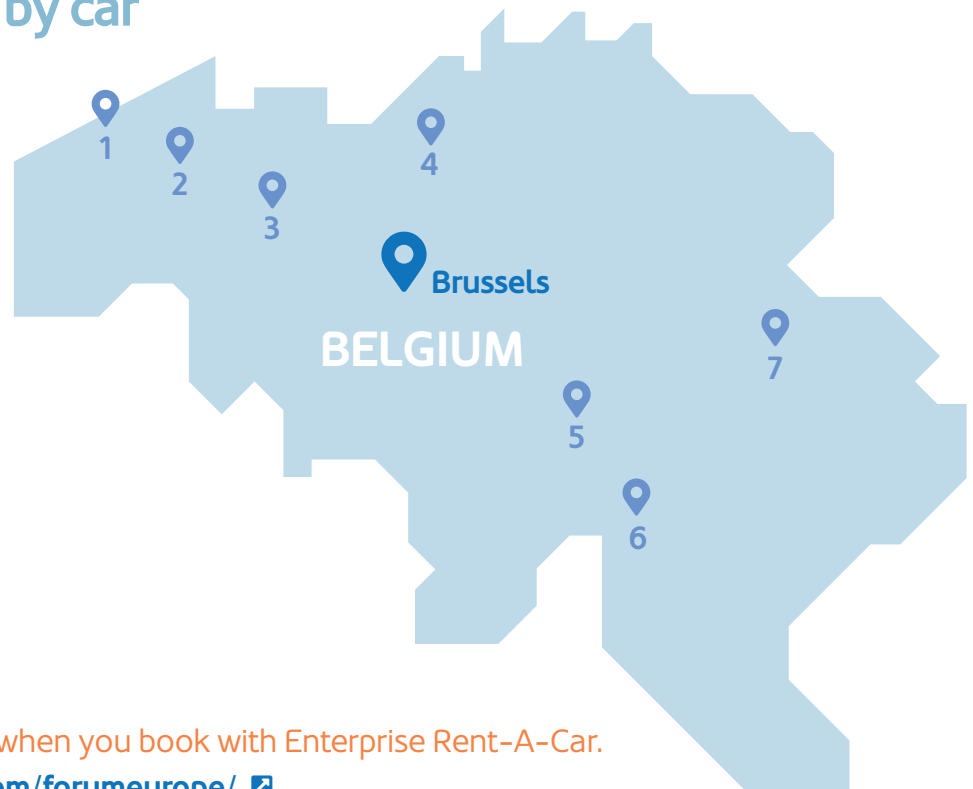 by car
1
2
3
4
Brussels
BELGIUM
7
5
6
when you book with Enterprise Rent-A-Car.
om/forumeurope/